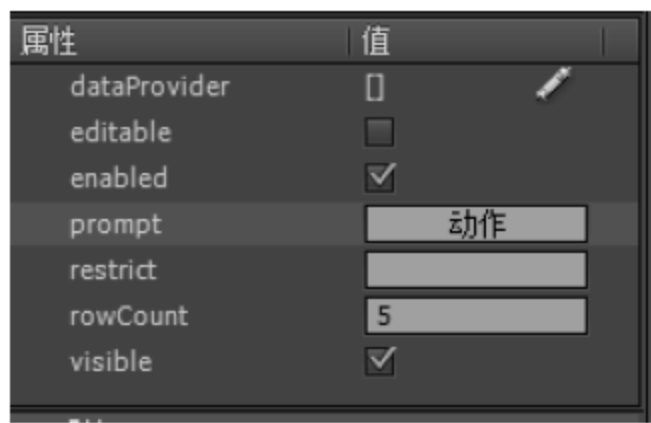 属性 值
dataProvider []
editable
enabled
prompt 动作
restrict
rowCount 5
visible